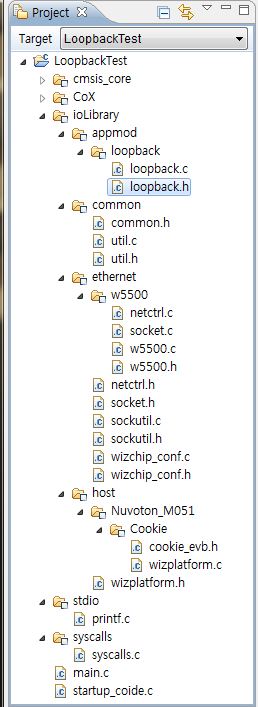 Project
Target LoopbackTest
LoopbackTest
cmsis_core
CoX
ioLibrary
appmod
loopback
loopback.c
loopback.h
common
common.h
util.c
util.h
ethernet
w5500
netctrl.c
socket.c
w5500.c
w5500.h
netctrl.h
socket.h
sockutil.c
sockutil.h
wizchip_conf.c
wizchip_conf.h
host
Nuvoton_M051
Cookie
cookie_evb.h
wizplatform.c
wizplatform.h
stdio
printf.c
syscalls
syscalls.c
main.c
startup_coide.c